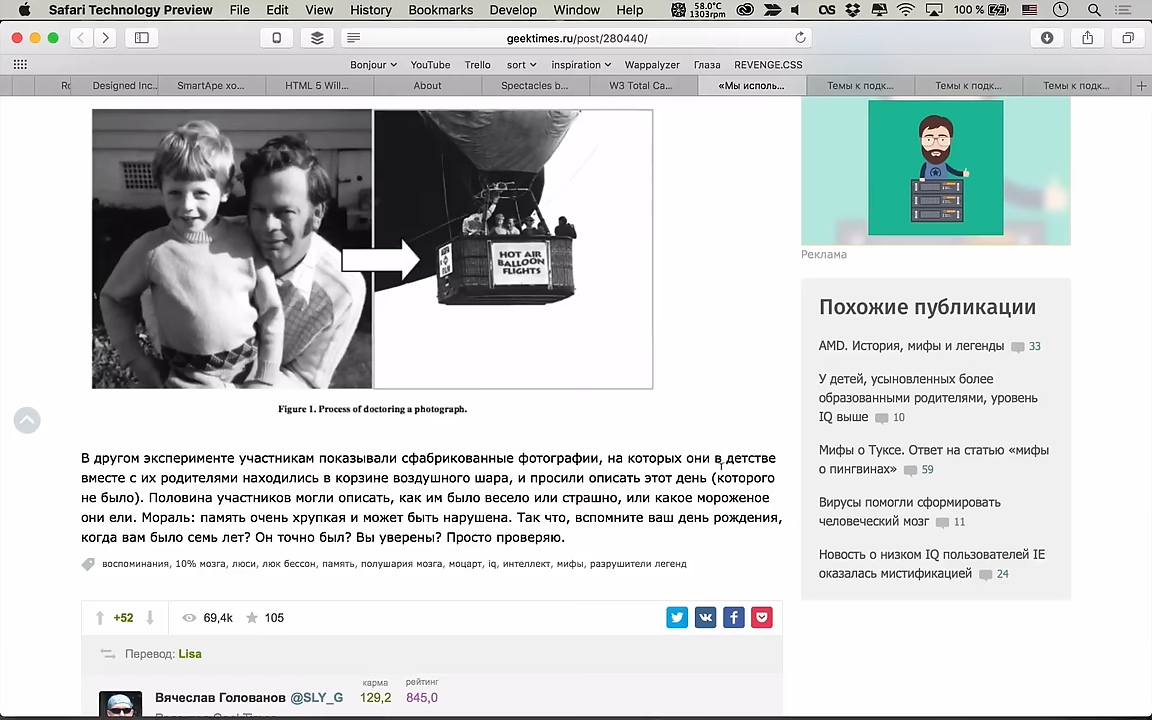 Safari Technology Preview File Edit View History Bookmarks Develop Window Help 58.0°C 1303rpm 100 %
geektimes.ru/post/280440/
Bonjour YouTube Trello sort inspiration Wappalyzer Глаза REVENGE.CSS
Ro Designed Inc.. SmartApe хо... HTML 5 Will... About Spectacles b... W3 Total Ca... «Мы исполь... Темы к подк... Темы к подк... Темы к подк...
HOT AIR
BALLOON
FLIGHTS
Figure 1. Process of doctoring a photograph.
В другом эксперименте участникам показывали сфабрикованные фотографии, на которых они в детстве
вместе с их родителями находились в корзине воздушного шара, и просили описать этот день (которого
не было). Половина участников могли описать, как им было весело или страшно, или какое мороженое
они ели. Мораль: память очень хрупкая и может быть нарушена. Так что, вспомните ваш день рождения,
когда вам было семь лет? Он точно был? Вы уверены? Просто проверяю.
воспоминания, 10% мозга, люси, люк бессон, память, полушария мозга, моцарт, iq, интеллект, мифы, разрушители легенд
+52 69,4k 105
Перевод: Lisa
карма рейтинг
Вячеслав Голованов @SLY_G 129,2 845,0
Реклама
Похожие публикации
AMD. История, мифы и легенды 33
У детей, усыновленных более
образованными родителями, уровень
IQ выше 10
Мифы о Туксе. Ответ на статью «мифы
о пингвинах» 59
Вирусы помогли сформировать
человеческий мозг 11
Новость о низком IQ пользователей IE
оказалась мистификацией 24